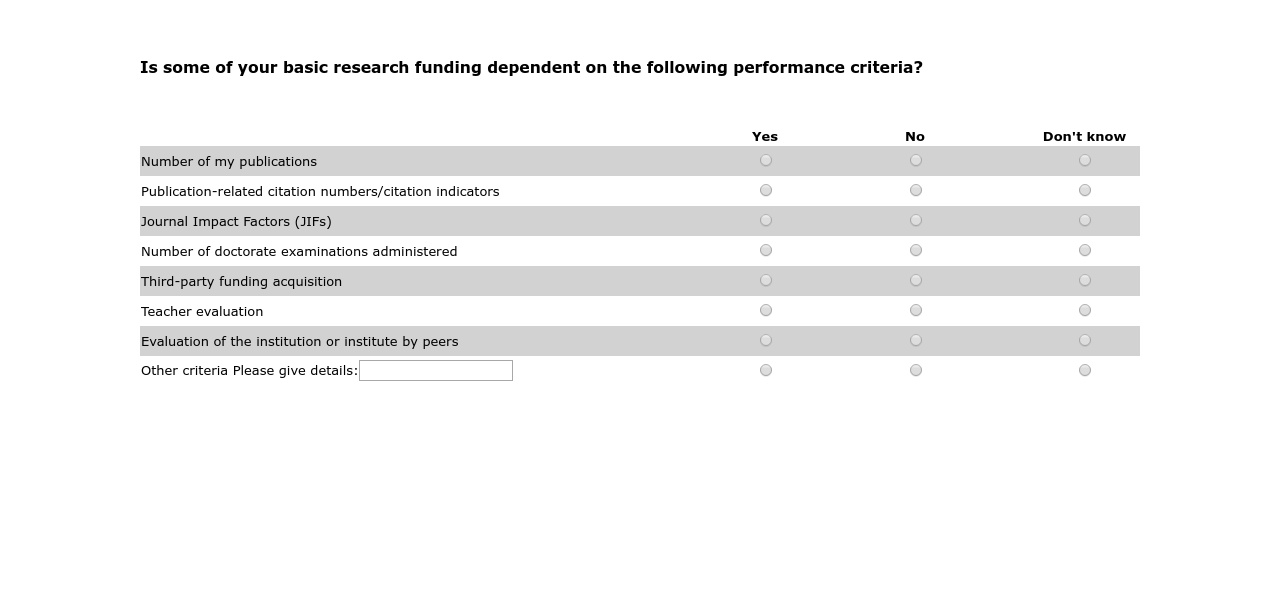 Is some of your basic research funding dependent on the following performance criteria?
Yes No Don't know
Number of my publications
Publication-related citation numbers/citation indicators
Journal Impact Factors (JIFs)
Number of doctorate examinations administered
Third-party funding acquisition
Teacher evaluation
Evaluation of the institution or institute by peers
Other criteria Please give details: